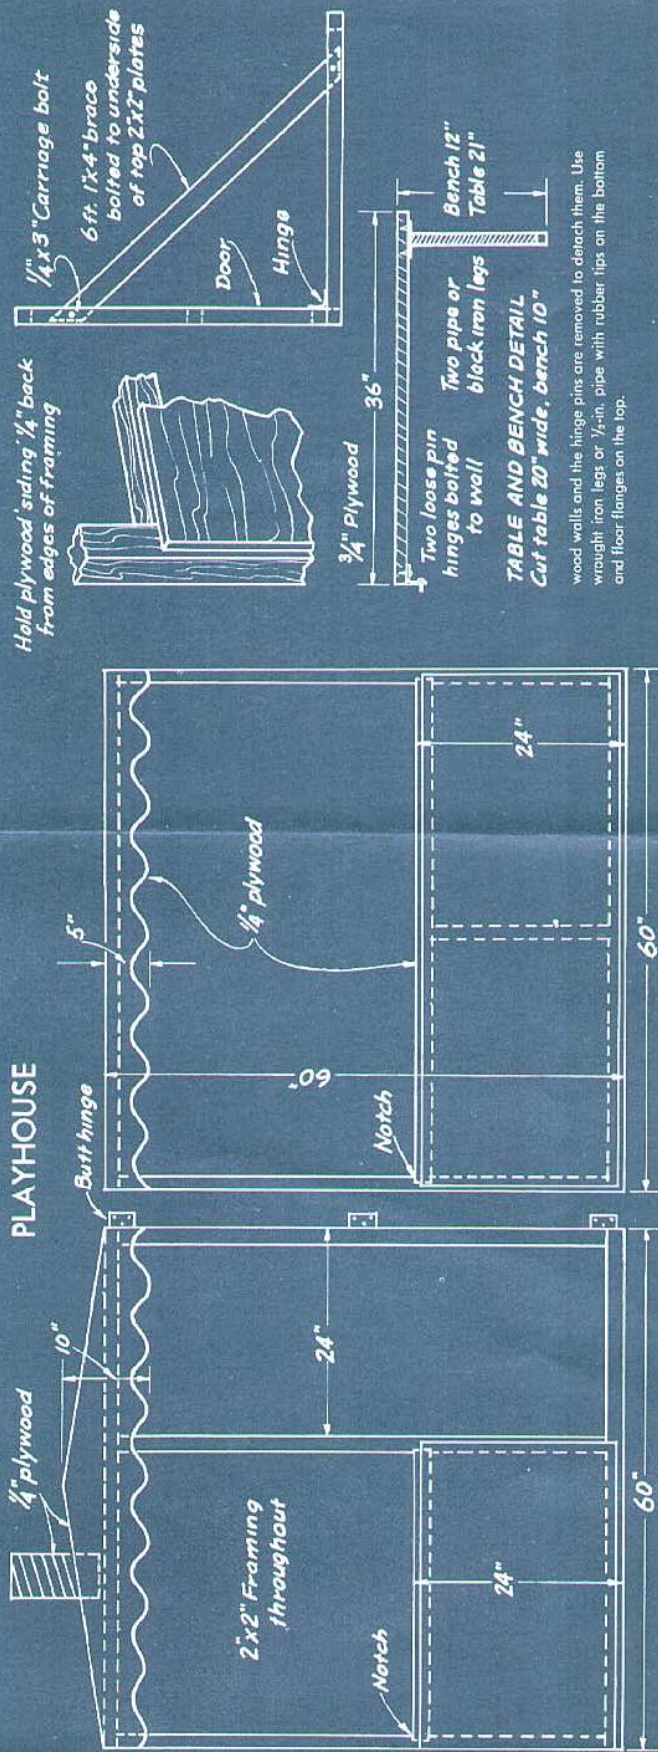 PLAYHOUSE
1/4" plywood
10"
Butt hinge
2"x2" Framing
throughout
24"
Notch
24"
60"
5"
1/4" plywood
60"
Notch
24"
60"
Hold plywood siding 1/4" back
from edges of framing
1/4"x3" Carriage bolt
6 ft. 1"x4" brace
bolted to underside
of top 2"x2" plates
Door
Hinge
3/4" Plywood
36"
Two loose pin
hinges bolted
to wall
Two pipe or
black iron legs
Bench 12"
Table 21"
TABLE AND BENCH DETAIL
Cut table 20" wide, bench 10"
wood walls and the hinge pins are removed to detach them. Use
wrought iron legs or 1/2-in. pipe with rubber tips on the bottom
and floor flanges on the top.